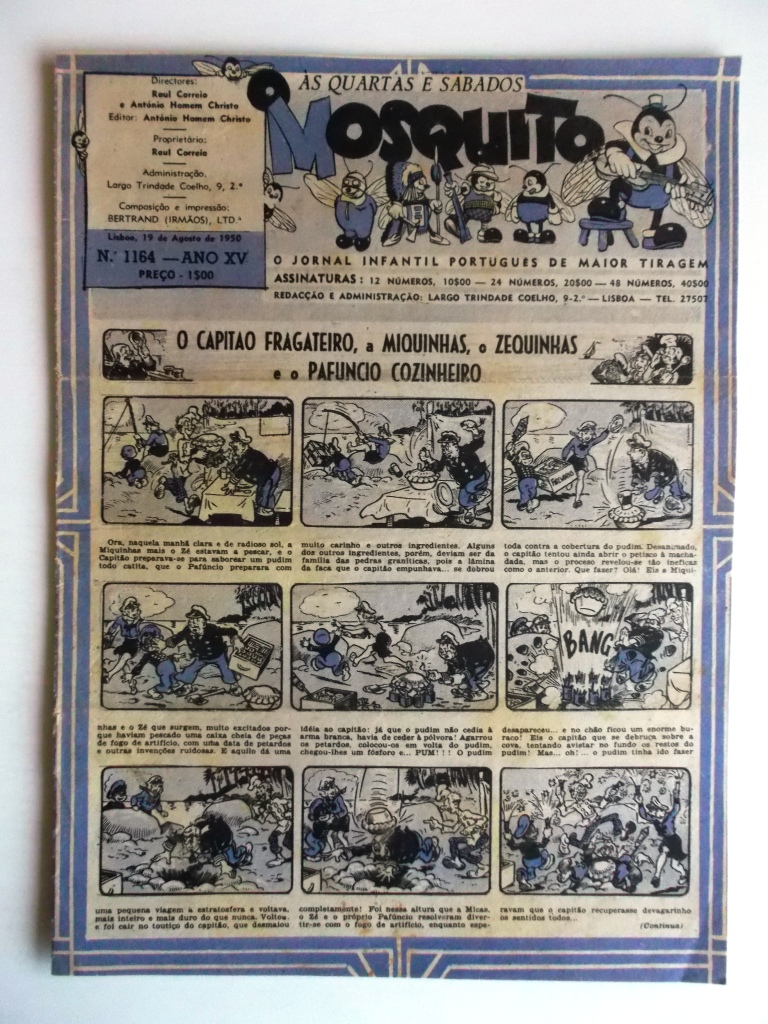 Directores:
Raul Correia
e António Homem Christo
Editor: António Homem Christo
Proprietário:
Raul Correia
Administração,
Largo Trindade Coelho, 9, 2.º
Composição e impressão:
BERTRAND (IRMÃOS), LTD.ª
Lisboa, 19 de Agosto de 1950
N.º 1164 — ANO XV
PREÇO - 1$00
ÀS QUARTAS E SÁBADOS
O MOSQUITO
O JORNAL INFANTIL PORTUGUÊS DE MAIOR TIRAGEM
ASSINATURAS: 12 NÚMEROS, 10$00 — 24 NÚMEROS, 20$00 — 48 NÚMEROS, 40$00
REDACÇÃO E ADMINISTRAÇÃO: LARGO TRINDADE COELHO, 9-2.º — LISBOA — TEL. 27507
O CAPITAO FRAGATEIRO, a MIQUINHAS, o ZEQUINHAS
e o PAFUNCIO COZINHEIRO
Ora, naquela manhã clara e de radioso sol, a
Miquinhas mais o Zé estavam a pescar, e o
Capitão preparava-se para saborear um pudim
todo catita, que o Pafúncio preparara com
muito carinho e outros ingredientes. Alguns
dos outros ingredientes, porém, deviam ser da
família das pedras graníticas, pois a lâmina
da faca que o capitão empunhava... se dobrou
toda contra a cobertura do pudim. Desanimado,
o capitão tentou ainda abrir o petisco à macha-
dada, mas o processo revelou-se tão ineficaz
como o anterior. Que fazer? Olá! Eis a Miqui-
BANG
nhas e o Zé que surgem, muito excitados por-
que haviam pescado uma caixa cheia de peças
de fogo de artifício, com uma data de petardos
e outras invenções ruidosas. E aquilo dá uma
idéia ao capitão: já que o pudim não cedia à
arma branca, havia de ceder à pólvora! Agarrou
os petardos, colocou-os em volta do pudim,
chegou-lhes um fósforo e... PUM!!! O pudim
desapareceu... e no chão ficou um enorme bu-
raco! Eis o capitão que se debruça sobre a
cova, tentando avistar no fundo os restos do
pudim! Mas... oh!... o pudim tinha ido fazer
uma pequena viagem à estratosfera e voltava,
mais inteiro e mais duro do que nunca. Voltou,
e foi cair no toutiço do capitão, que desmaiou
completamente! Foi nessa altura que a Micas,
o Zé e o próprio Pafúncio resolveram diver-
tir-se com o fogo de artifício, enquanto espe-
ravam que o capitão recuperasse devagarinho
os sentidos todos...
(Continua)